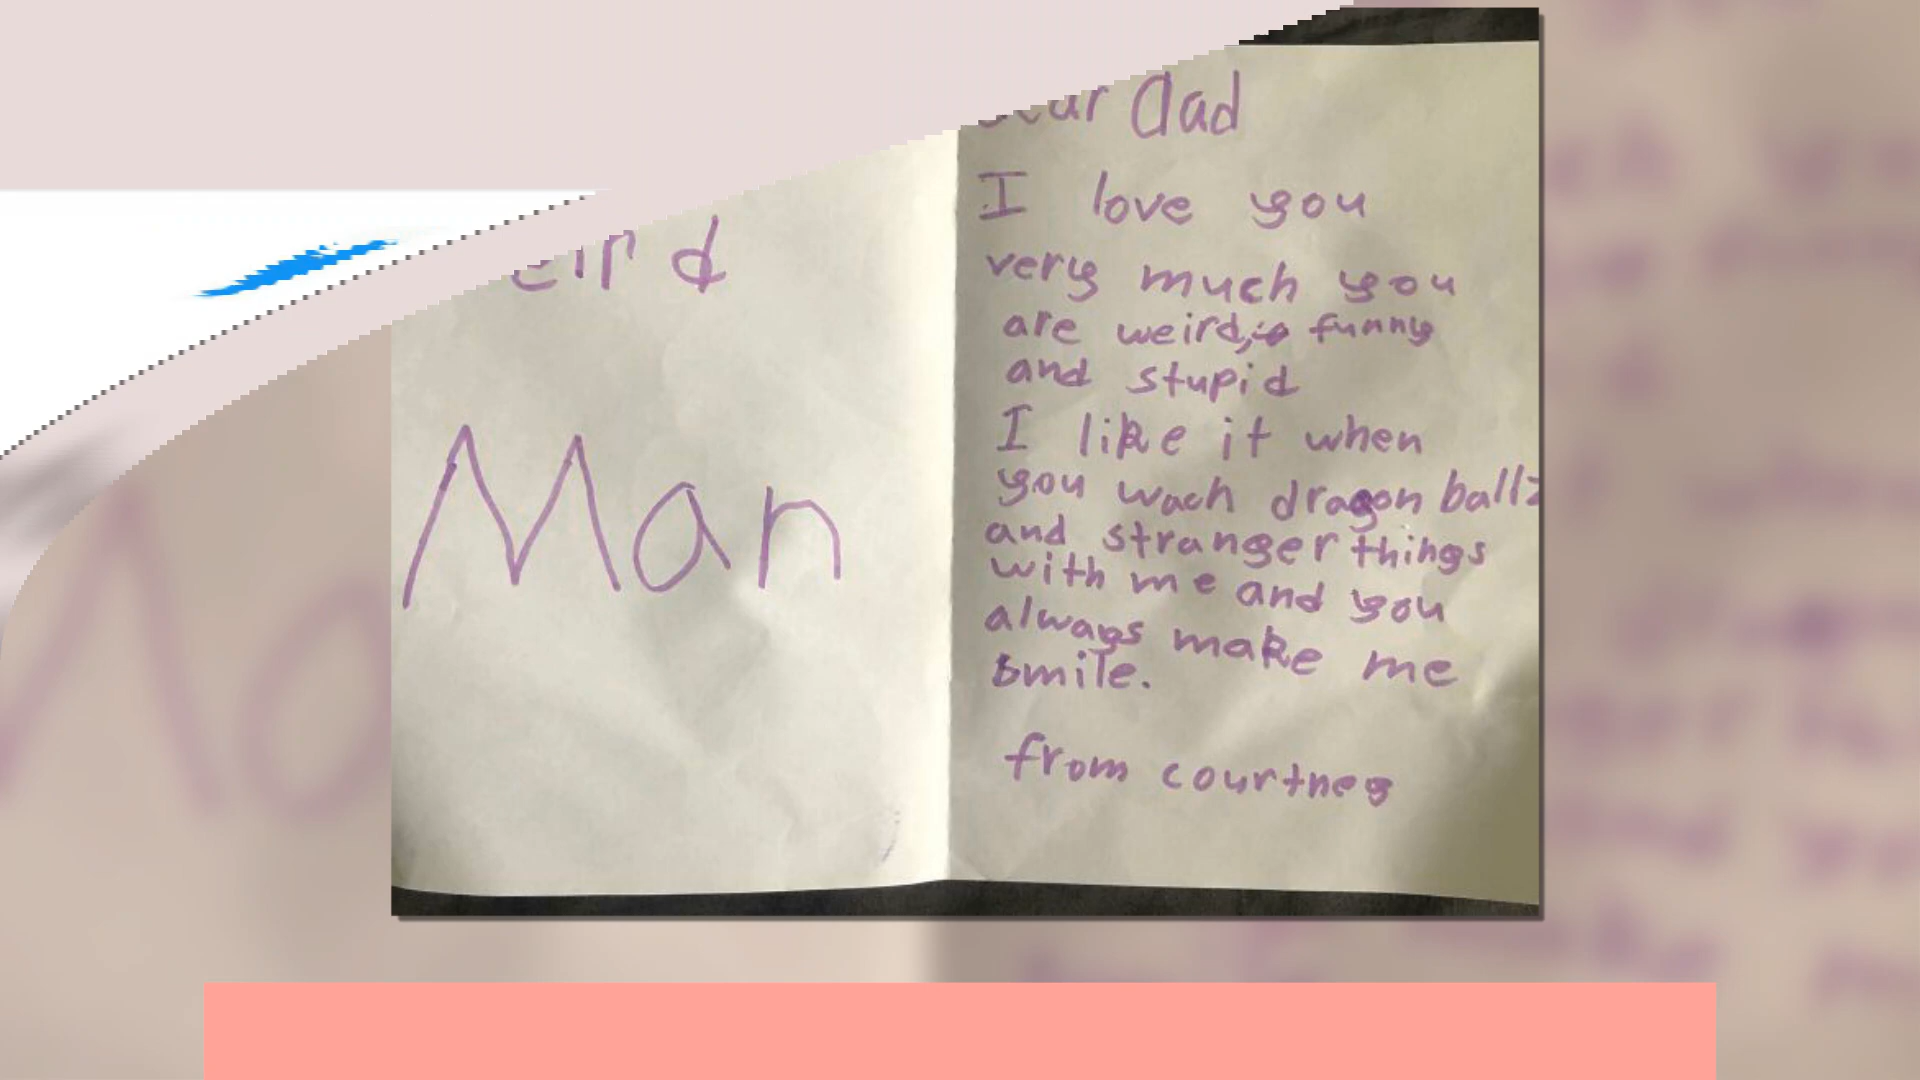 Man
dad
I love you
very much you
are weird, funny
and stupid
I like it when
you wach dragon ballz
and stranger things
with me and you
always make me
smile.
from courtney